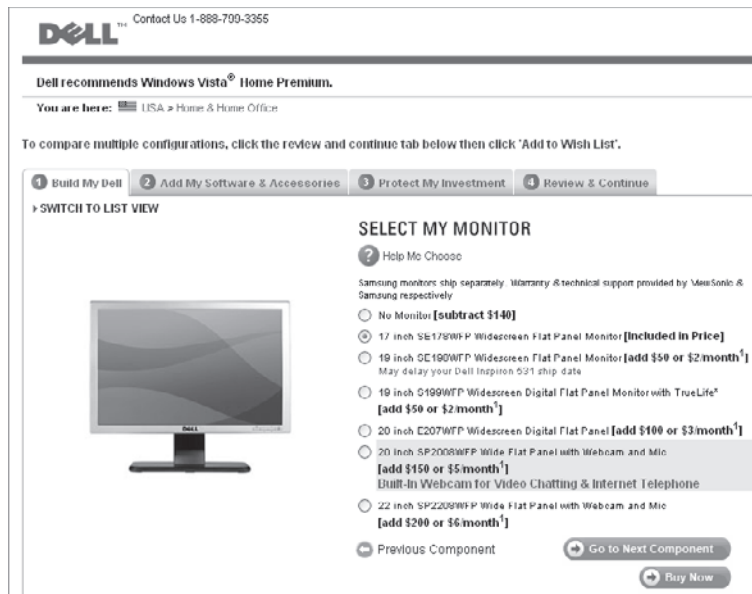 DELL™ Contact Us 1-888-799-3355
Dell recommends Windows Vista® Home Premium.
You are here: USA > Home & Home Office
To compare multiple configurations, click the review and continue tab below then click 'Add to Wish List'.
1 Build My Dell 2 Add My Software & Accessories 3 Protect My Investment 4 Review & Continue
SWITCH TO LIST VIEW
SELECT MY MONITOR
? Help Me Choose
Samsung monitors ship separately. Warranty & technical support provided by ViewSonic &
Samsung respectively
No Monitor [subtract $140]
17 inch SE178WFP Widescreen Flat Panel Monitor [Included in Price]
19 inch SE198WFP Widescreen Flat Panel Monitor [add $50 or $2/month¹]
May delay your Dell Inspiron 531 ship date
19 inch S199WFP Widescreen Digital Flat Panel Monitor with TrueLife
[add $50 or $2/month¹]
20 inch E207WFP Widescreen Digital Flat Panel [add $100 or $3/month¹]
20 inch SP2008WFP Wide Flat Panel with Webcam and Mic
[add $150 or $5/month¹]
Built-In Webcam for Video Chatting & Internet Telephone
22 inch SP2208WFP Wide Flat Panel with Webcam and Mic
[add $200 or $6/month¹]
DELL
Previous Component Go to Next Component
Buy Now